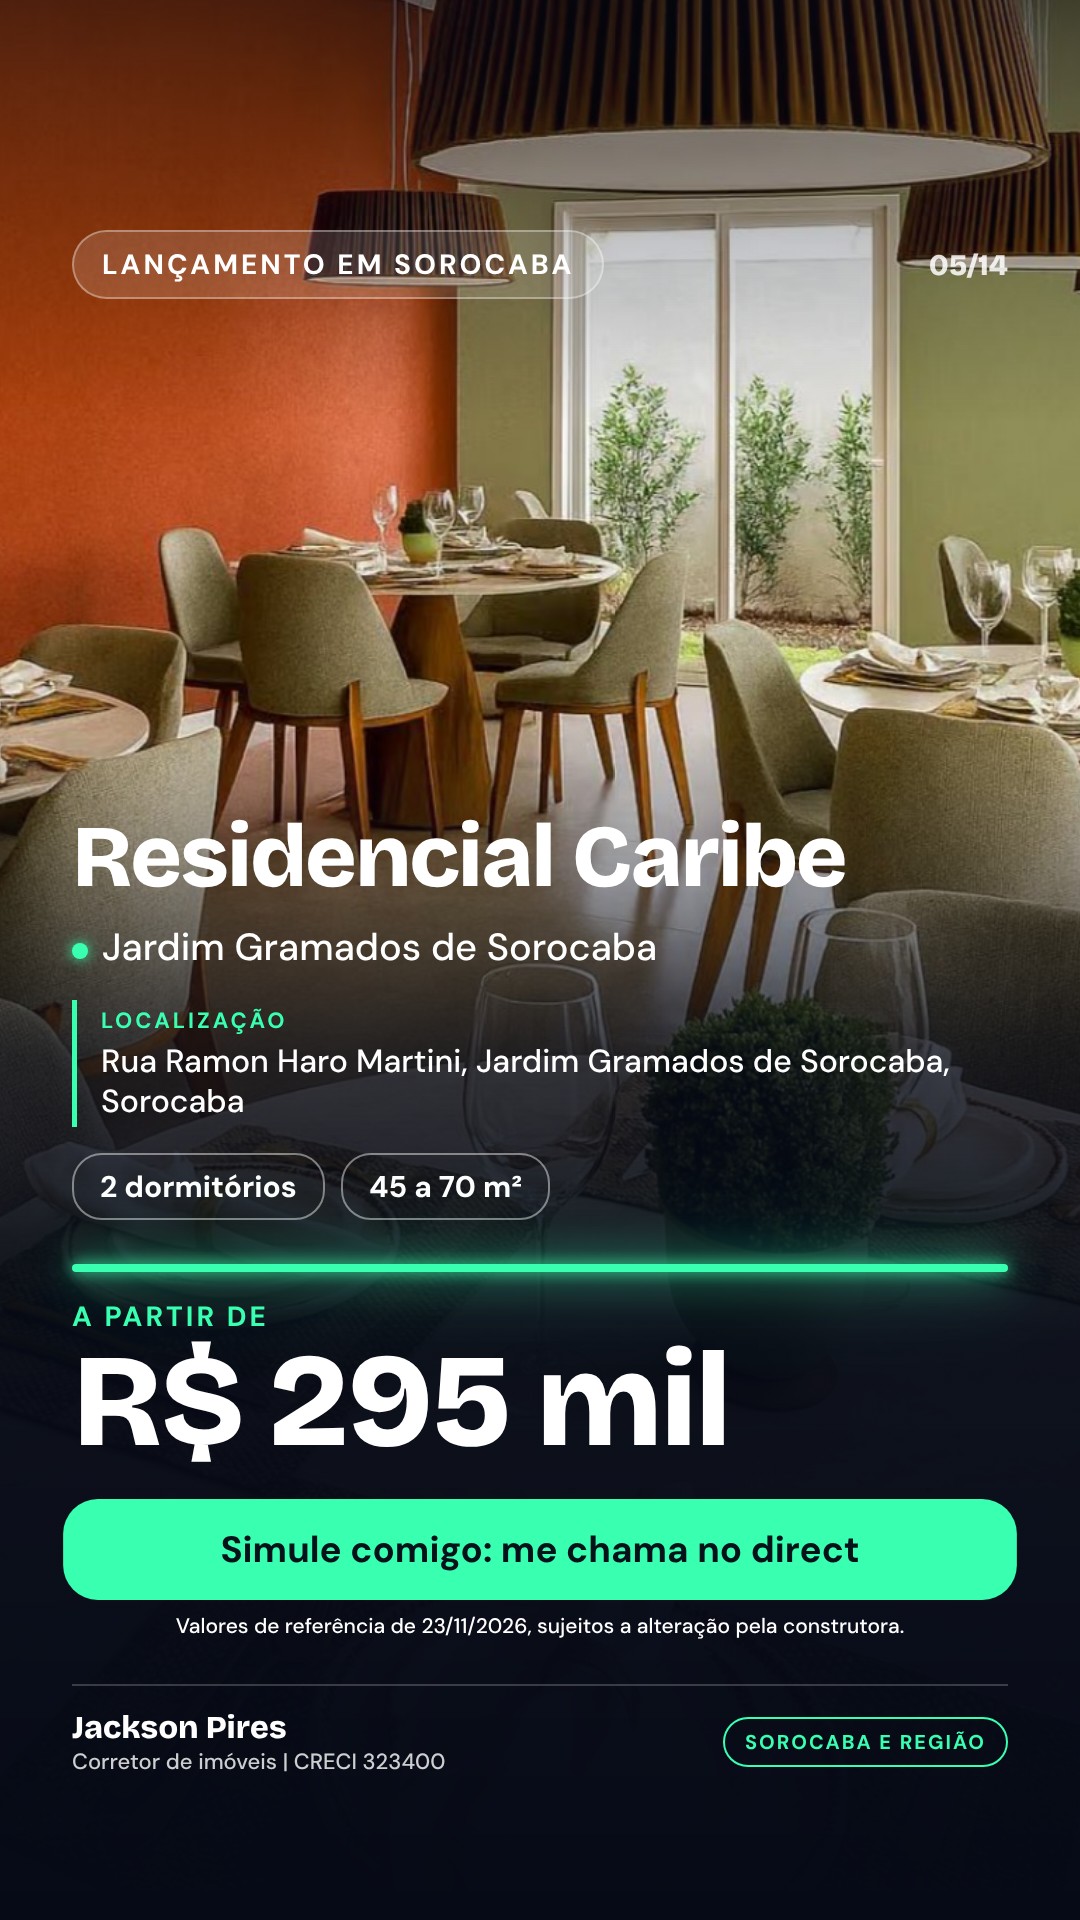 LANÇAMENTO EM SOROCABA
05/14
Residencial Caribe
Jardim Gramados de Sorocaba
LOCALIZAÇÃO
Rua Ramon Haro Martini, Jardim Gramados de Sorocaba,
Sorocaba
2 dormitórios
45 a 70 m²
A PARTIR DE
R$ 295 mil
Simule comigo: me chama no direct
Valores de referência de 23/11/2026, sujeitos a alteração pela construtora.
Jackson Pires
Corretor de imóveis | CRECI 323400
SOROCABA E REGIÃO